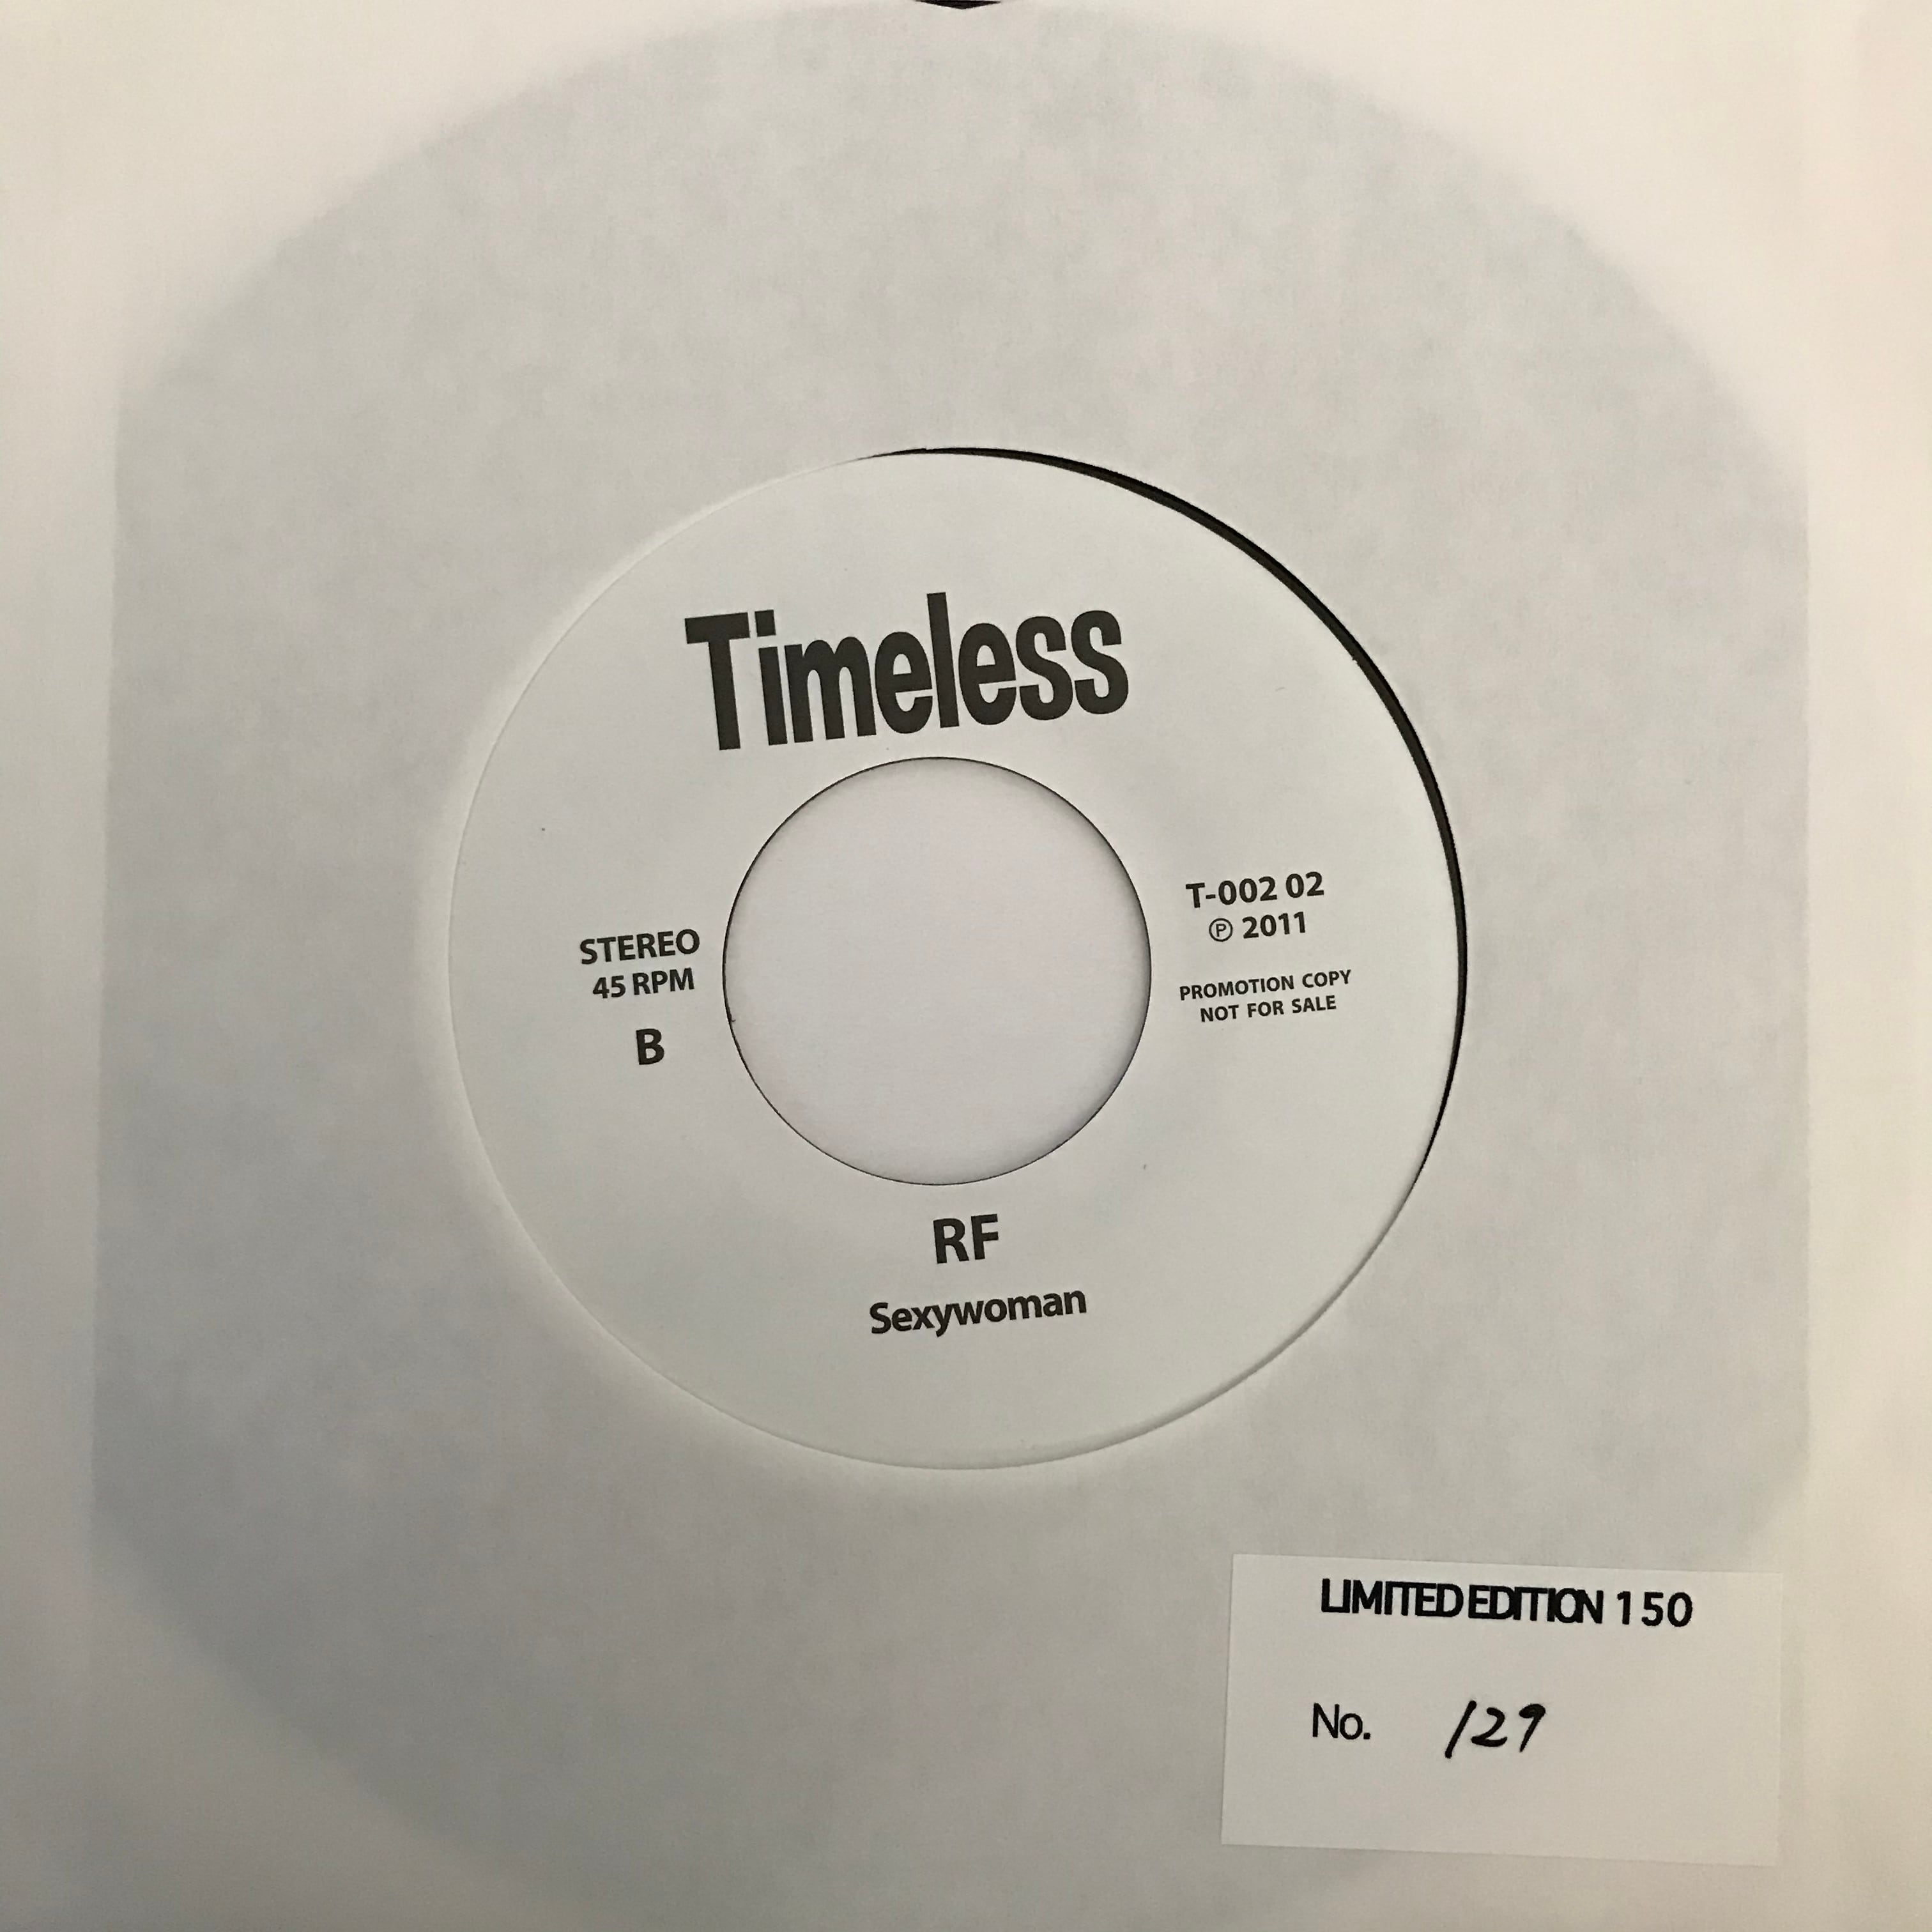 Timeless
STEREO
45 RPM
B
T-002 02
℗ 2011
PROMOTION COPY
NOT FOR SALE
RF
Sexywoman
LIMITED EDITION 150
No. 129